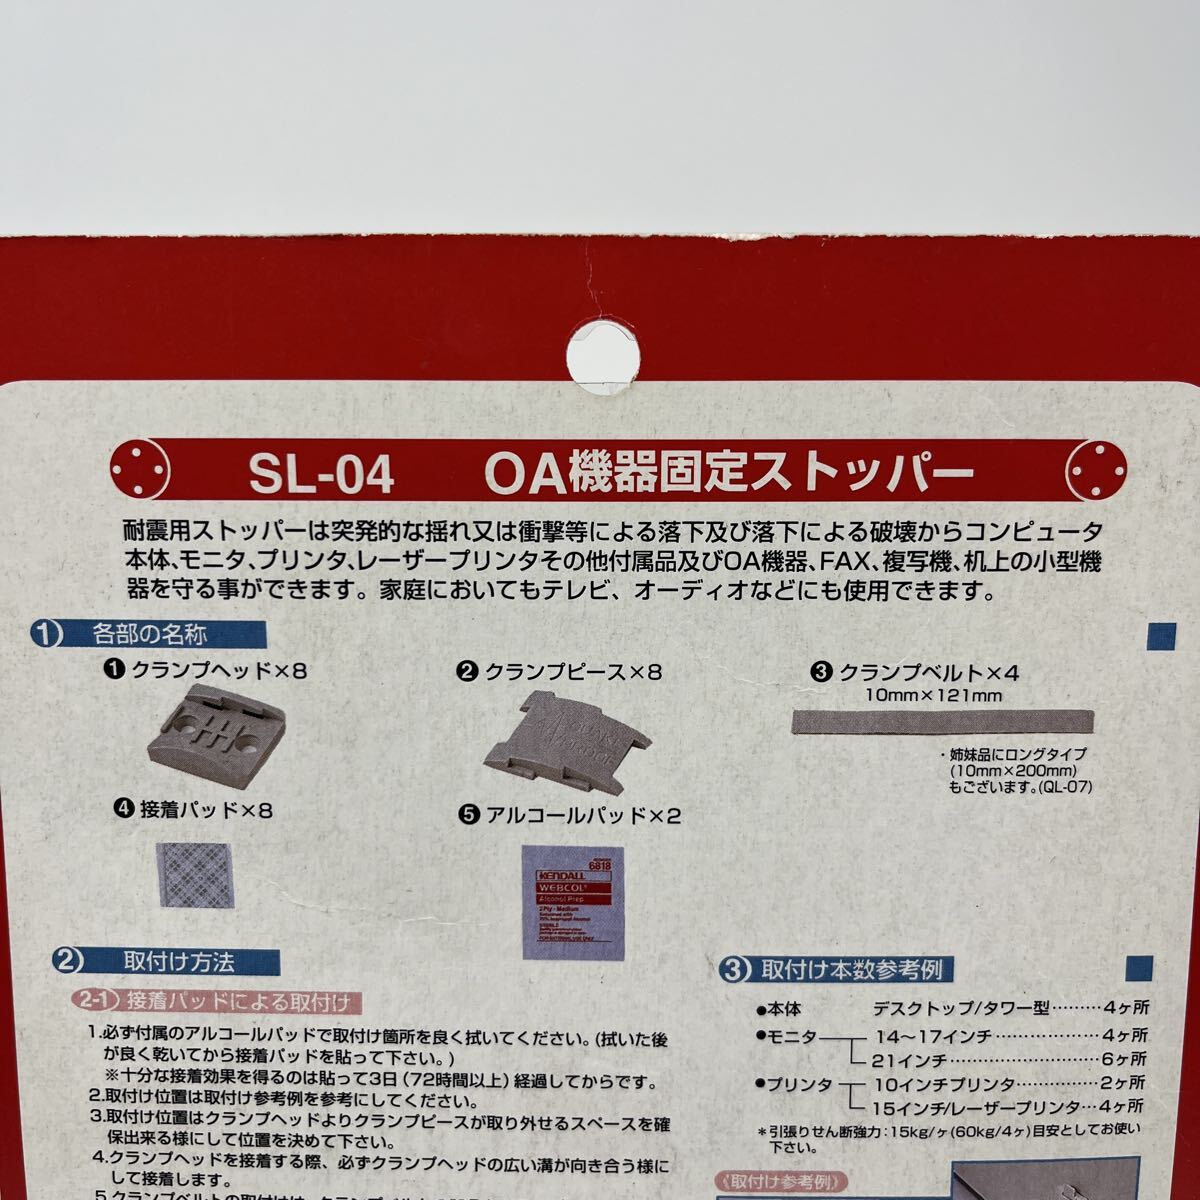 SL-04 OA機器固定ストッパー
耐震用ストッパーは突発的な揺れ又は衝撃等による落下及び落下による破壊からコンピュータ
本体、モニタ、プリンタ、レーザープリンタその他付属品及びOA機器、FAX、複写機、机上の小型機
器を守る事ができます。家庭においてもテレビ、オーディオなどにも使用できます。
1) 各部の名称
❶ クランプヘッド×8
❷ クランプピース×8
❸ クランプベルト×4
10mm×121mm
・姉妹品にロングタイプ
(10mm×200mm)
もございます。(QL-07)
❹ 接着パッド×8
❺ アルコールパッド×2
6818
KENDALL
WEBCOL®
Alcohol Prep
2 Ply - Medium
2) 取付け方法
2-1) 接着パッドによる取付け
1.必ず付属のアルコールパッドで取付け箇所を良く拭いてください。(拭いた後
が良く乾いてから接着パッドを貼って下さい。)
※十分な接着効果を得るのは貼って3日(72時間以上)経過してからです。
2.取付け位置は取付け参考例を参考にしてください。
3.取付け位置はクランプヘッドよりクランプピースが取り外せるスペースを確
保出来る様にして位置を決めて下さい。
4.クランプヘッドを接着する際、必ずクランプヘッドの広い溝が向き合う様に
して接着します。
3) 取付け本数参考例
●本体 デスクトップ/タワー型………4ヶ所
●モニタ 14〜17インチ…………4ヶ所
21インチ……………………6ヶ所
●プリンタ 10インチプリンタ…………2ヶ所
15インチ/レーザープリンタ…4ヶ所
＊引張りせん断強力：15kg/ヶ(60kg/4ヶ)目安としてお使い
下さい。
《取付け参考例》